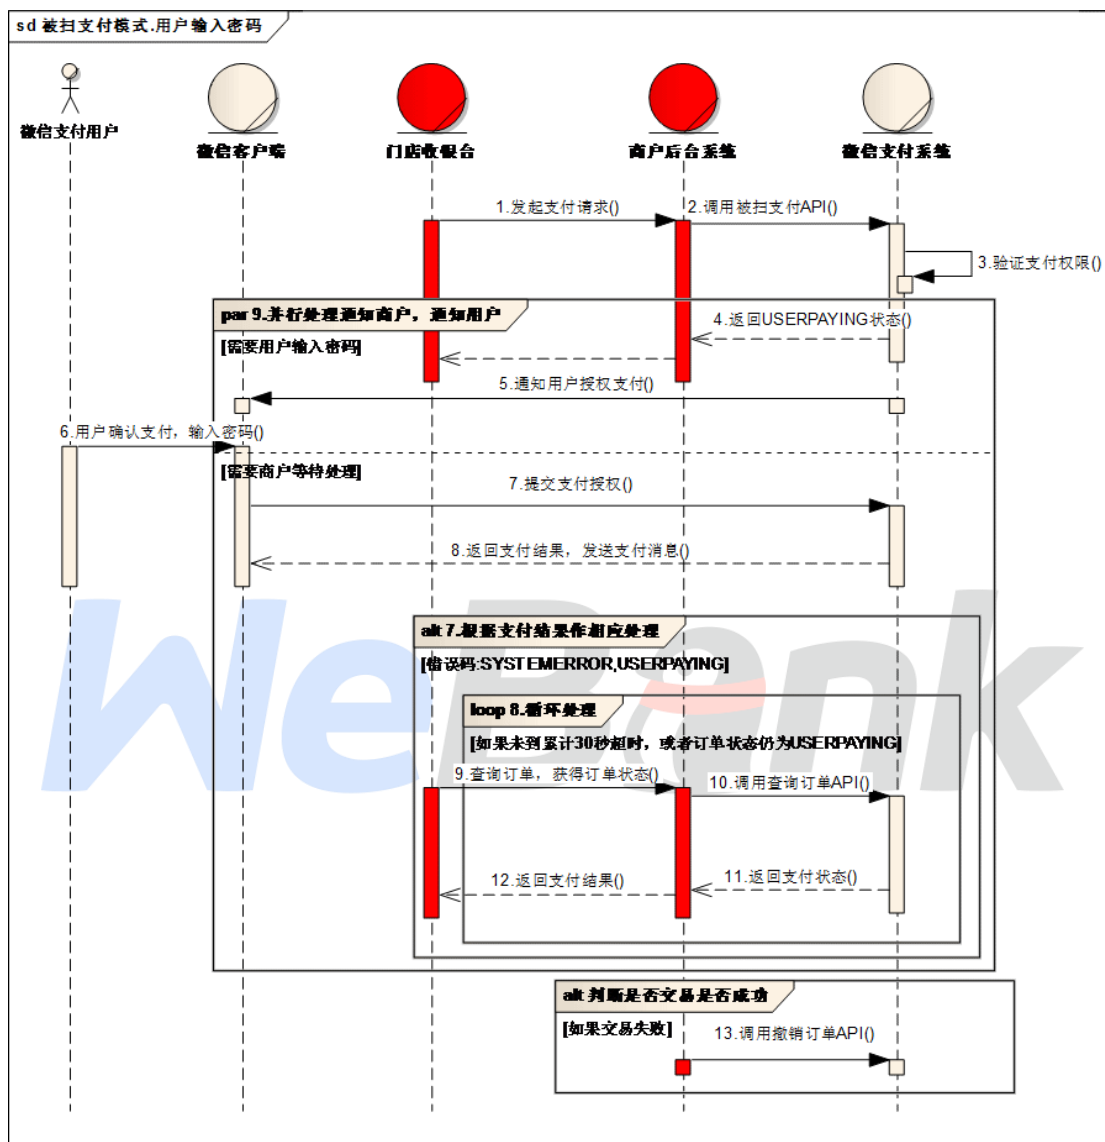 sd 被扫支付模式.用户输入密码
微信支付用户
微信客户端
门店收银台
商户后台系统
微信支付系统
1.发起支付请求()
2.调用被扫支付API()
3.验证支付权限()
par 9.并行处理通知商户，通知用户
4.返回USERPAYING状态()
[需要用户输入密码]
5.通知用户授权支付()
6.用户确认支付，输入密码()
[需要商户等待处理]
7.提交支付授权()
8.返回支付结果，发送支付消息()
WeBank
alt 7.根据支付结果作相应处理
[错误码:SYSTEMERROR,USERPAYING]
loop 8.循环处理
[如果未到累计30秒超时，或者订单状态仍为USERPAYING]
9.查询订单，获得订单状态()
10.调用查询订单API()
11.返回支付状态()
12.返回支付结果()
alt 判断是否交易是否成功
[如果交易失败]
13.调用撤销订单API()